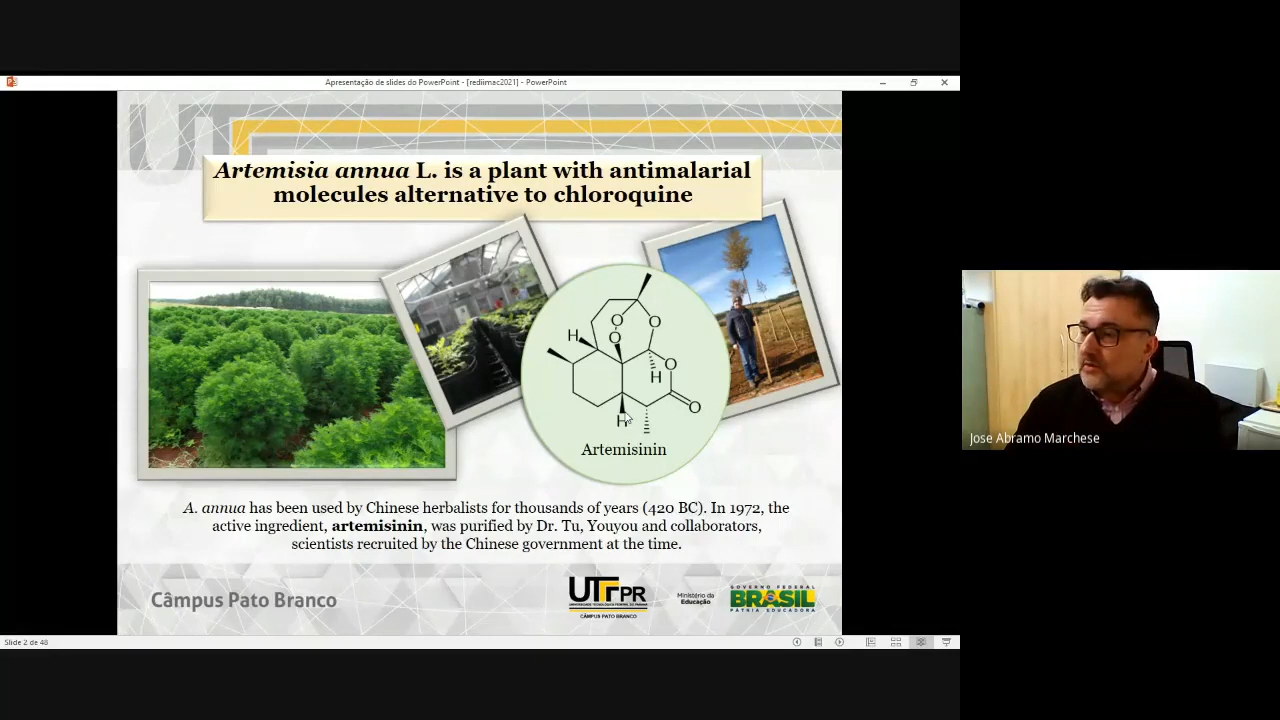 Apresentação de slides do PowerPoint - [rediimac2021] - PowerPoint
UT
Artemisia annua L. is a plant with antimalarial
molecules alternative to chloroquine
H
O
O
O
H
O
O
H
Artemisinin
A. annua has been used by Chinese herbalists for thousands of years (420 BC). In 1972, the
active ingredient, artemisinin, was purified by Dr. Tu, Youyou and collaborators,
scientists recruited by the Chinese government at the time.
Câmpus Pato Branco
UTFPR
UNIVERSIDADE TECNOLÓGICA FEDERAL DO PARANÁ
CÂMPUS PATO BRANCO
Ministério da
Educação
GOVERNO FEDERAL
BRASIL
PÁTRIA EDUCADORA
Slide 2 de 48
Jose Abramo Marchese